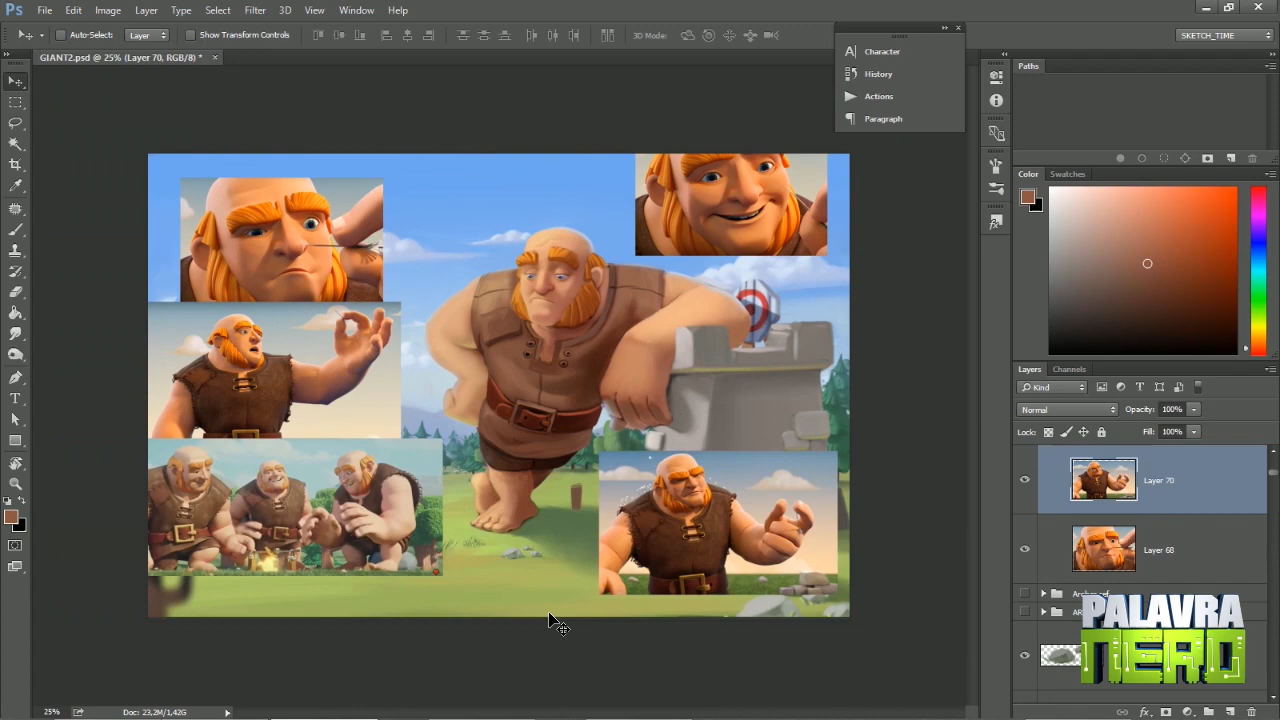 Ps File Edit Image Layer Type Select Filter 3D View Window Help
Auto-Select: Layer Show Transform Controls 3D Mode: SKETCH_TIME
GIANT2.psd @ 25% (Layer 70, RGB/8) *
Character
History
Actions
Paragraph
Paths
Color Swatches
Layers Channels
Kind
Normal Opacity: 100%
Lock: Fill: 100%
Layer 70
Layer 68
PALAVRA
NERD
25% Doc: 23,2M/1,42G